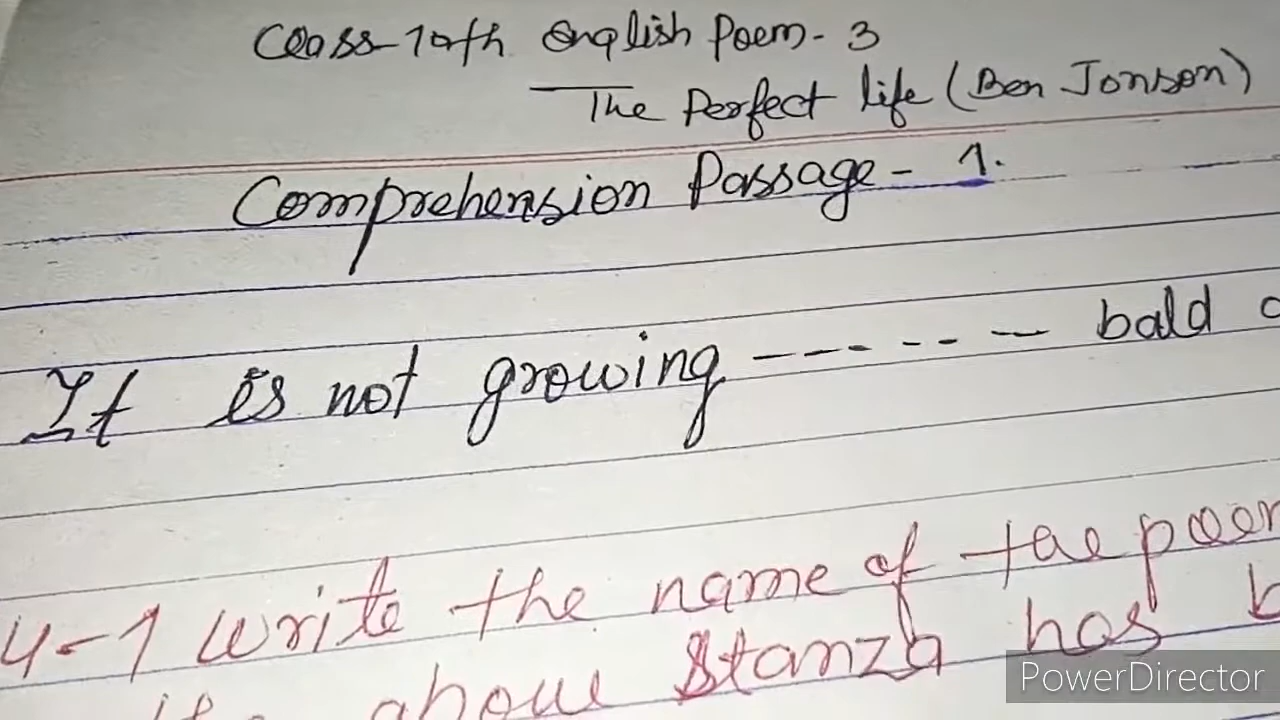 Class-10th English Poem-3
The Perfect life (Ben Jonson)
Comprehension Passage-1.
It is not growing ------ bald
4-1 Write the name of the
above Stanza has
PowerDirector